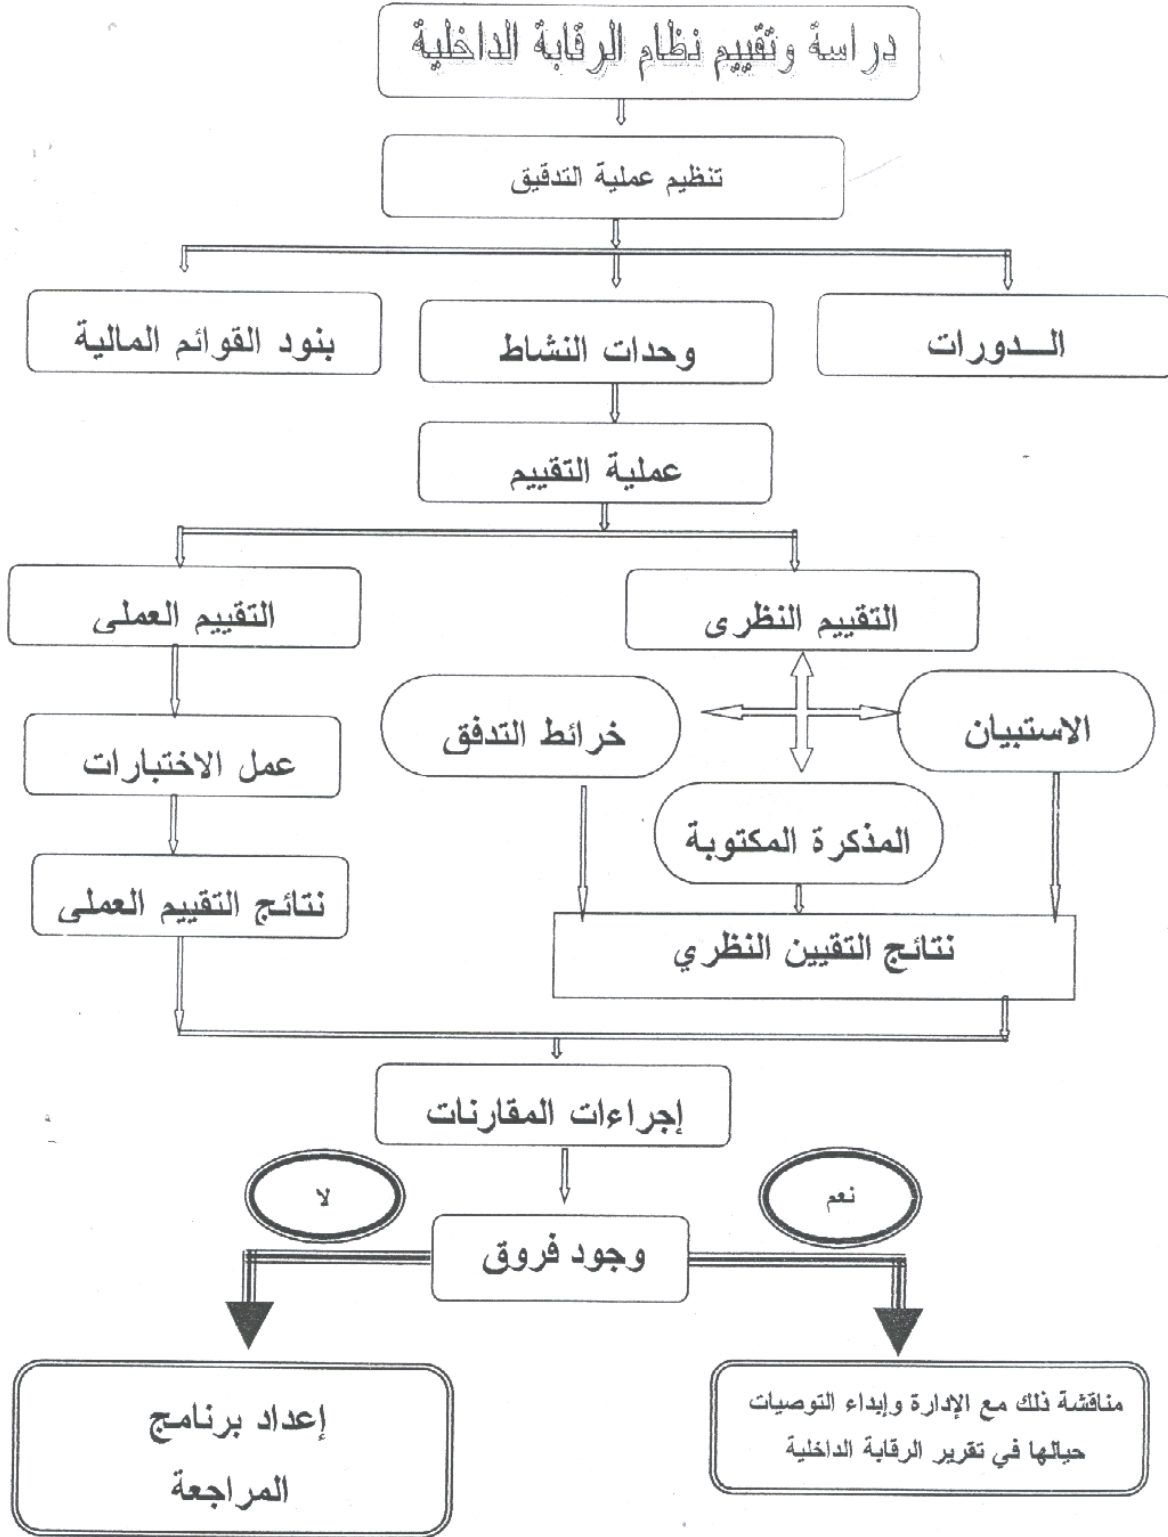 دراسة وتقييم نظام الرقابة الداخلية
تنظيم عملية التدقيق
الـــدورات
وحدات النشاط
بنود القوائم المالية
عملية التقييم
التقييم النظرى
التقييم العملى
الاستبيان
خرائط التدفق
عمل الاختبارات
المذكرة المكتوبة
نتائج التقييم العملى
نتائج التقيين النظري
إجراءات المقارنات
نعم
لا
وجود فروق
مناقشة ذلك مع الإدارة وإبداء التوصيات
حيالها في تقرير الرقابة الداخلية
إعداد برنامج
المراجعة